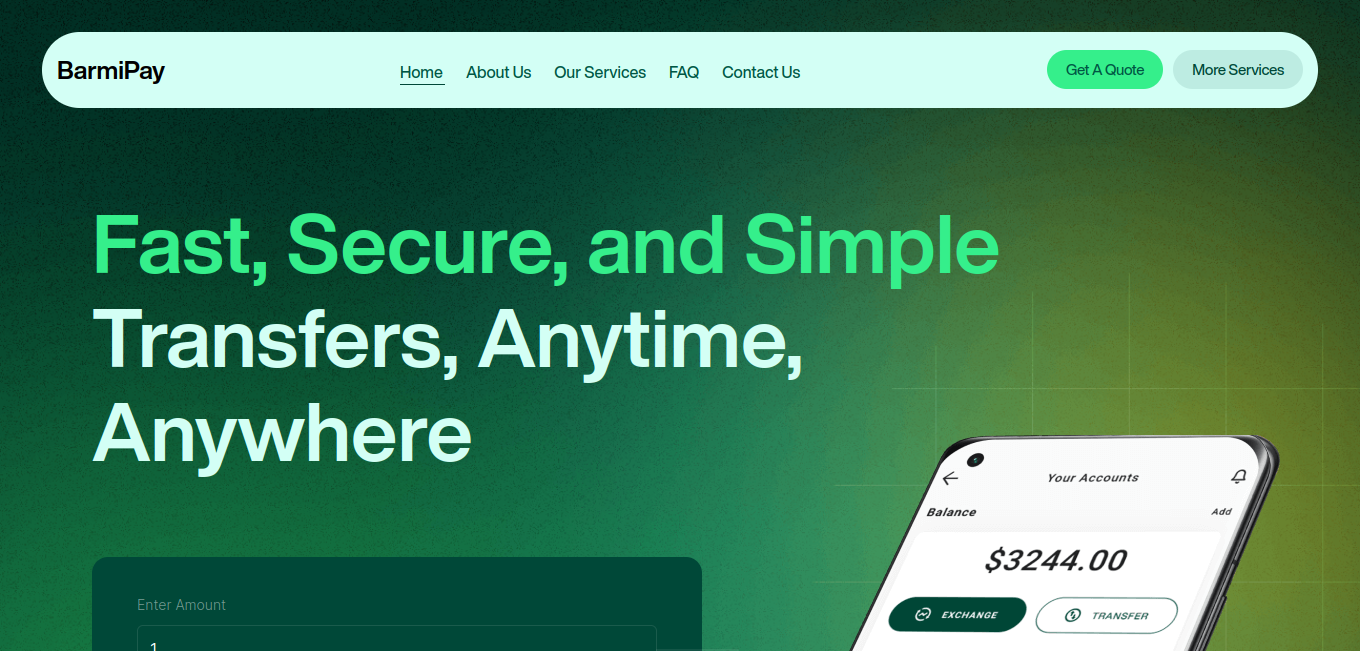 BarmiPay
Home
About Us
Our Services
FAQ
Contact Us
Get A Quote
More Services
Fast, Secure, and Simple
Transfers, Anytime,
Anywhere
Your Accounts
Balance
Add
$3244.00
EXCHANGE
TRANSFER
Enter Amount
1